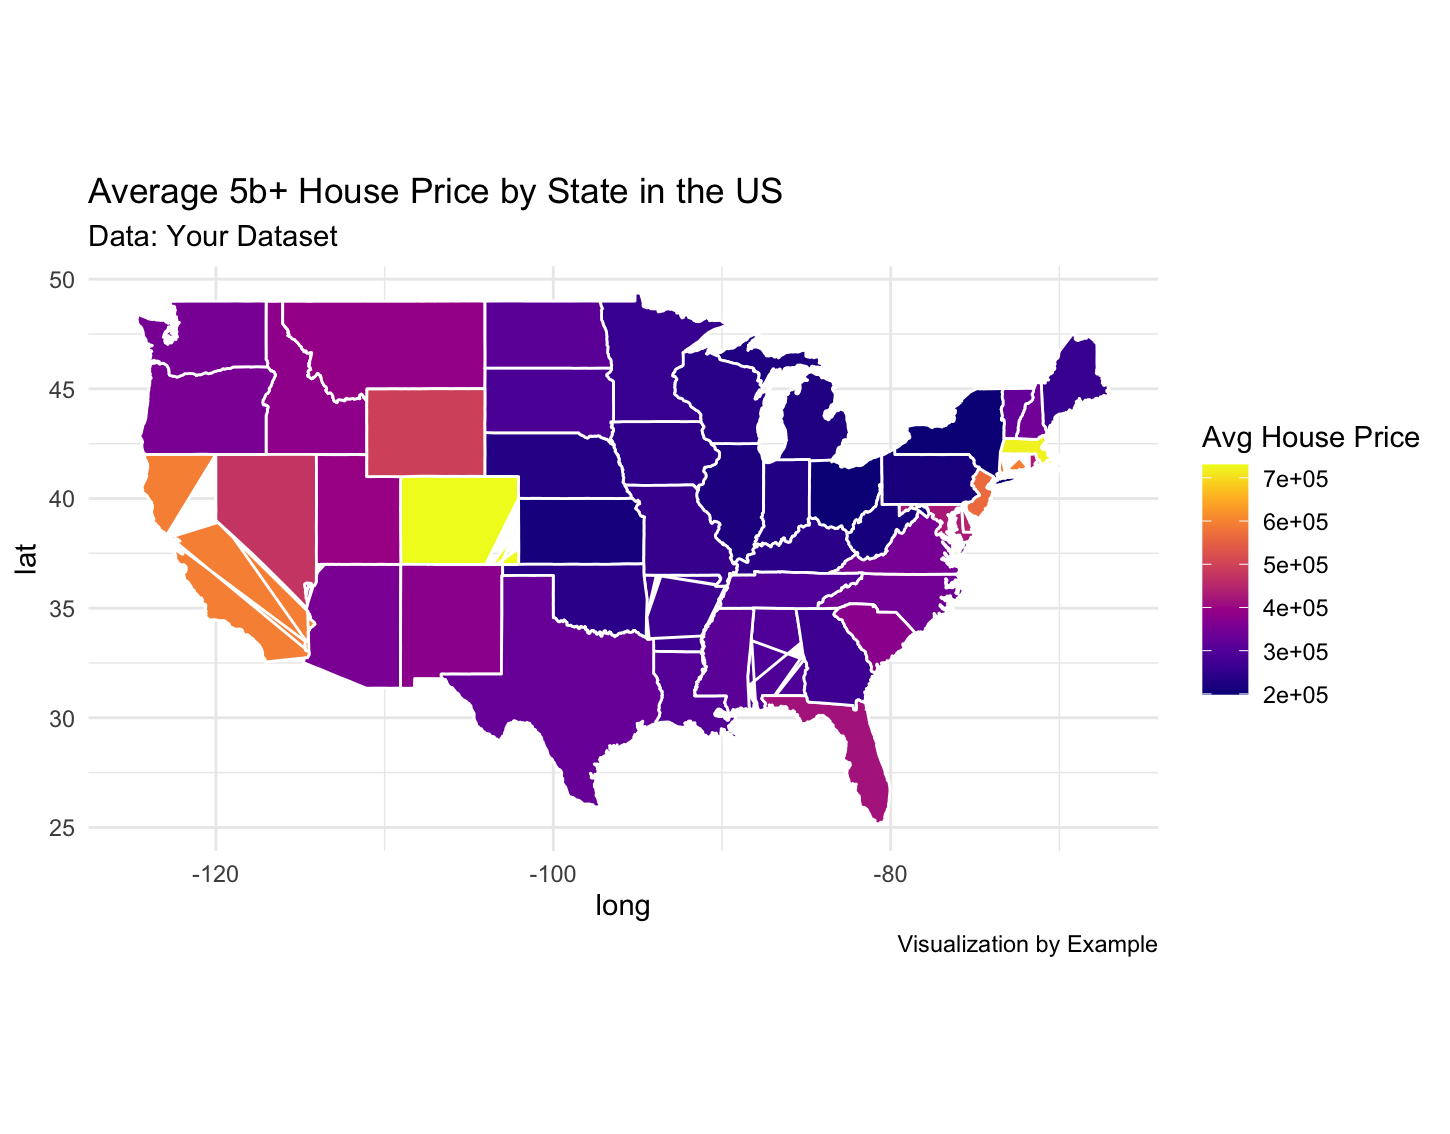 Average 5b+ House Price by State in the US
Data: Your Dataset
50
45
40
35
30
25
lat
-120
-100
-80
long
Avg House Price
7e+05
6e+05
5e+05
4e+05
3e+05
2e+05
Visualization by Example